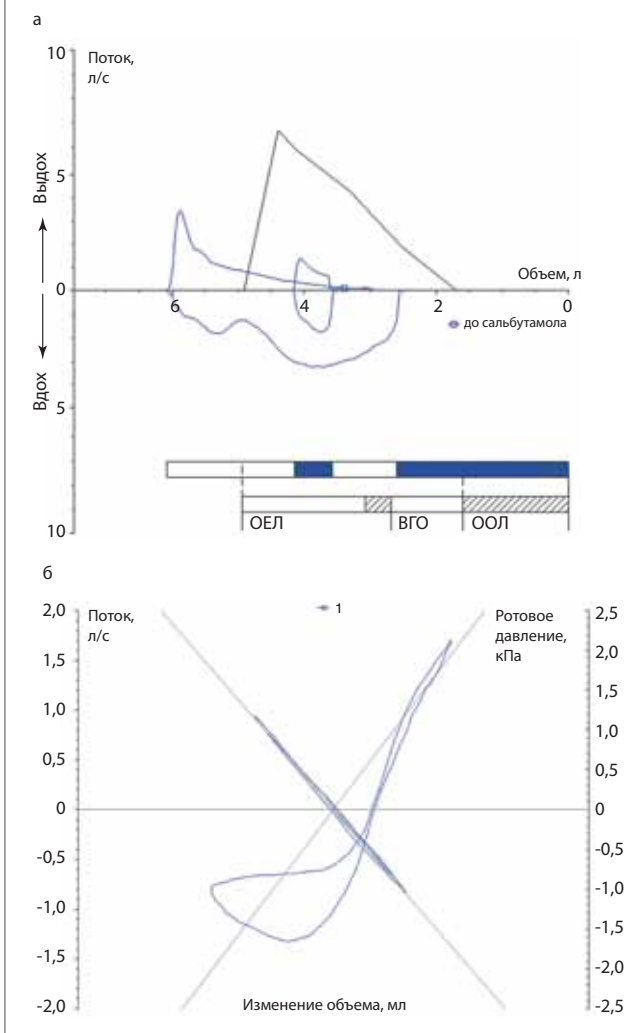 а
10
Поток,
л/с
Выдох
5
0
Объем, л
6
4
2
0
до сальбутамола
Вдох
5
10
ОЕЛ
ВГО
ООЛ
б
2,0
Поток,
л/с
1
Ротовое
давление,
кПа
2,5
1,5
2,0
1,0
1,5
1,0
0,5
0,5
0
0
-0,5
-0,5
-1,0
-1,0
-1,5
-1,5
-2,0
-2,0
Изменение объема, мл
-2,5